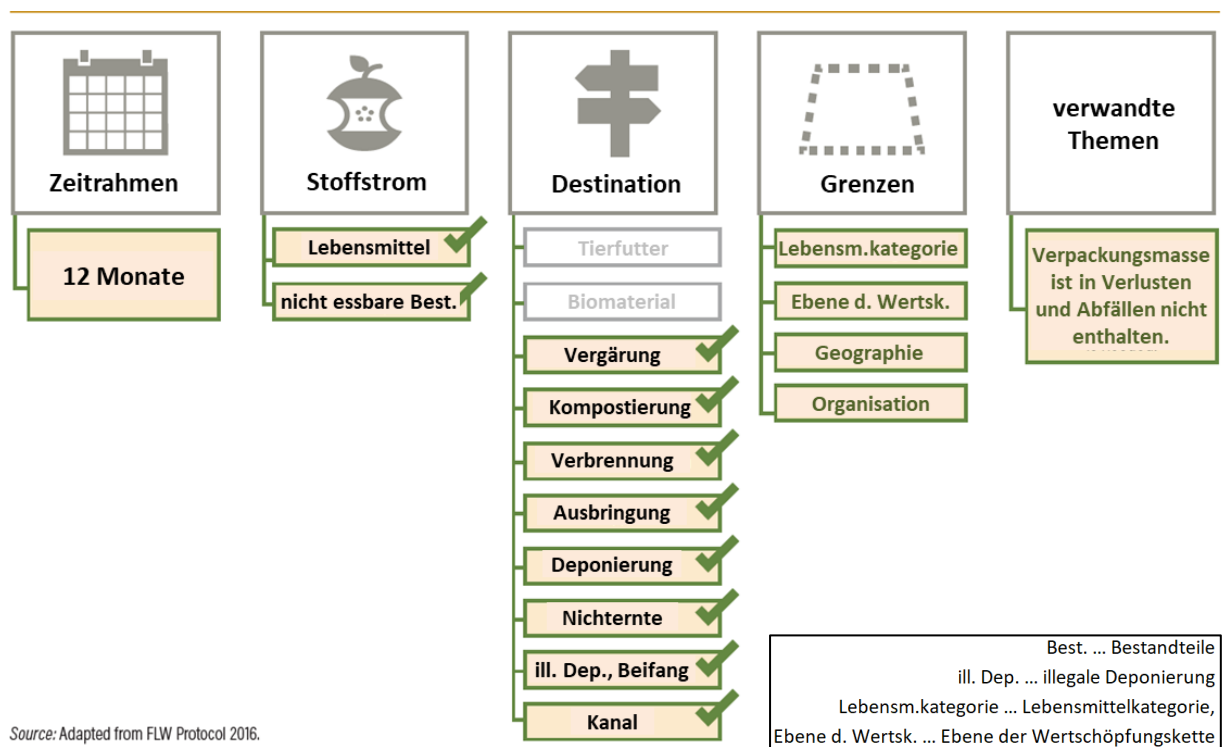 Zeitrahmen
12 Monate
Stoffstrom
Lebensmittel
nicht essbare Best.
Destination
Tierfutter
Biomaterial
Vergärung
Kompostierung
Verbrennung
Ausbringung
Deponierung
Nichternte
ill. Dep., Beifang
Kanal
Grenzen
Lebensm.kategorie
Ebene d. Wertsk.
Geographie
Organisation
verwandte
Themen
Verpackungsmasse
ist in Verlusten
und Abfällen nicht
enthalten.
Best. ... Bestandteile
ill. Dep. ... illegale Deponierung
Lebensm.kategorie ... Lebensmittelkategorie,
Ebene d. Wertsk. ... Ebene der Wertschöpfungskette
Source: Adapted from FLW Protocol 2016.